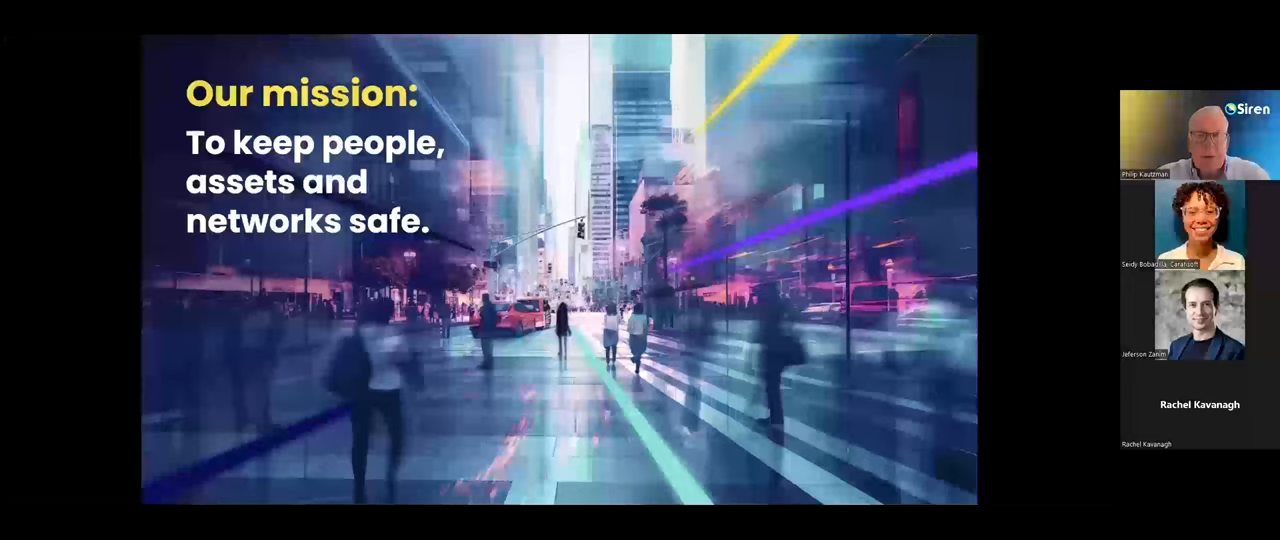 Our mission:
To keep people,
assets and
networks safe.
Siren
Philip Kautzman
Seidy Bobadilla, Carahsoft
Jeferson Zanim
Rachel Kavanagh
Rachel Kavanagh